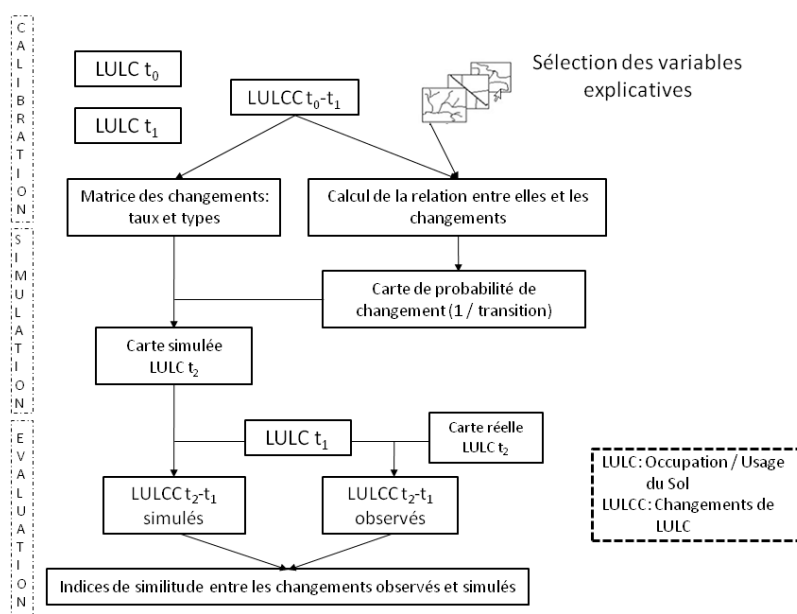 CALIBRATION
LULC t0
LULC t1
LULCC t0-t1
Sélection des variables
explicatives
Matrice des changements:
taux et types
Calcul de la relation entre elles et les
changements
SIMULATION
Carte de probabilité de
changement (1 / transition)
Carte simulée
LULC t2
EVALUATION
LULC t1
Carte réelle
LULC t2
LULCC t2-t1
simulés
LULCC t2-t1
observés
Indices de similitude entre les changements observés et simulés
LULC: Occupation / Usage
du Sol
LULCC: Changements de
LULC